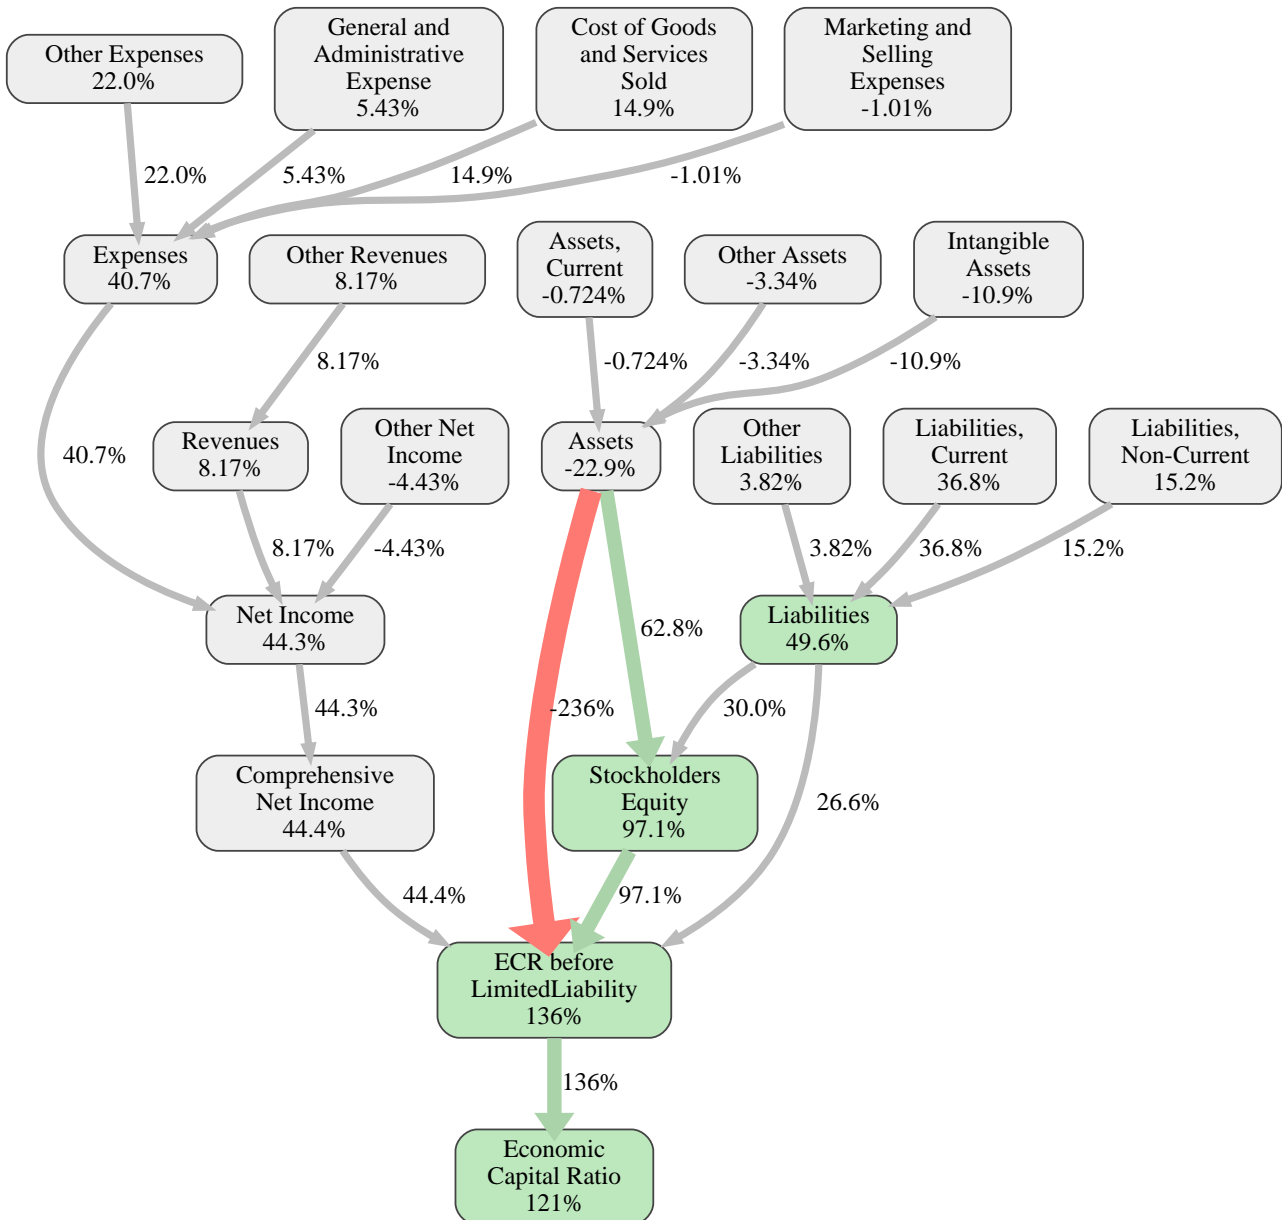 Other Expenses
22.0%
General and
Administrative
Expense
5.43%
Cost of Goods
and Services
Sold
14.9%
Marketing and
Selling
Expenses
-1.01%
22.0%
5.43%
14.9%
-1.01%
Expenses
40.7%
Other Revenues
8.17%
Assets,
Current
-0.724%
Other Assets
-3.34%
Intangible
Assets
-10.9%
8.17%
-0.724%
-3.34%
-10.9%
40.7%
Revenues
8.17%
Other Net
Income
-4.43%
Assets
-22.9%
Other
Liabilities
3.82%
Liabilities,
Current
36.8%
Liabilities,
Non-Current
15.2%
8.17%
-4.43%
3.82%
36.8%
15.2%
Net Income
44.3%
62.8%
Liabilities
49.6%
44.3%
-236%
30.0%
Comprehensive
Net Income
44.4%
Stockholders
Equity
97.1%
26.6%
44.4%
97.1%
ECR before
LimitedLiability
136%
136%
Economic
Capital Ratio
121%